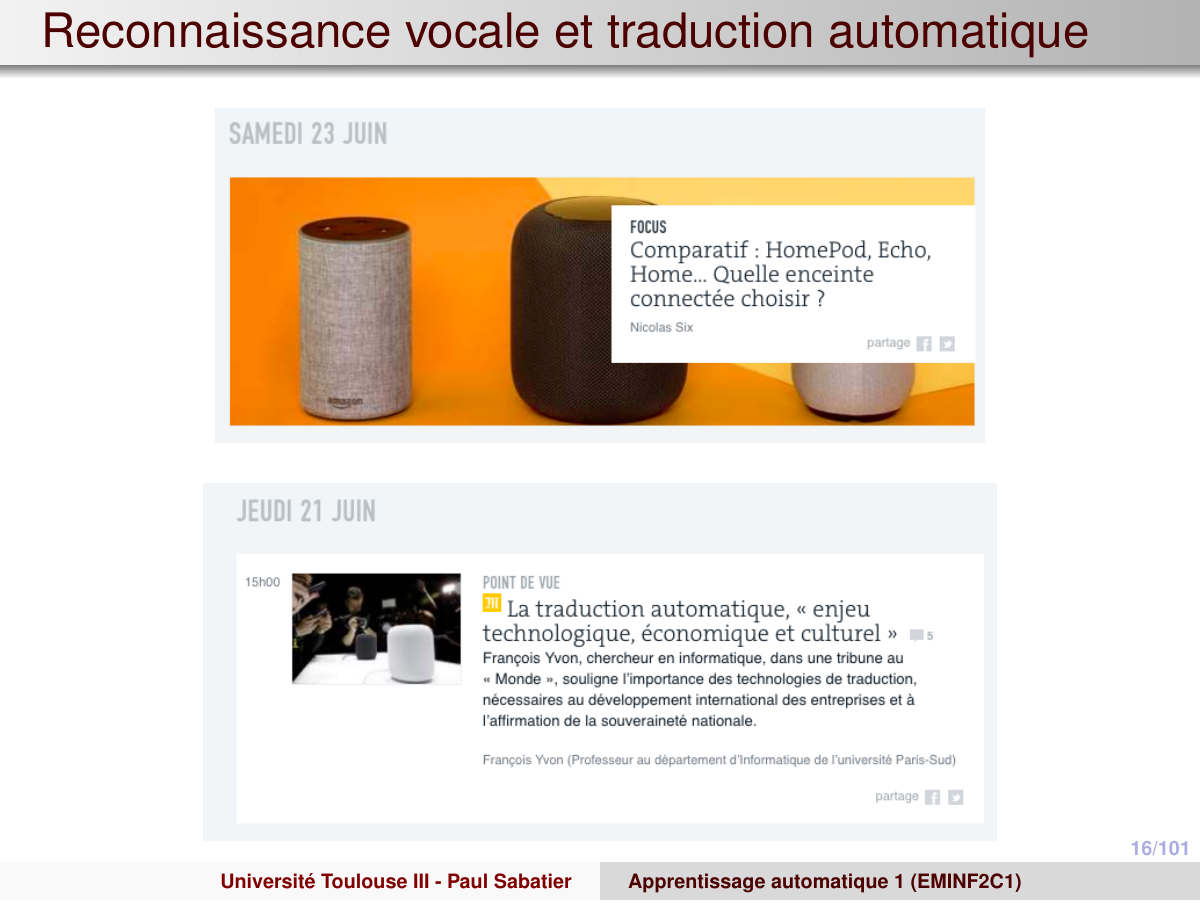 Reconnaissance vocale et traduction automatique
SAMEDI 23 JUIN
FOCUS
Comparatif : HomePod, Echo,
Home... Quelle enceinte
connectée choisir ?
Nicolas Six
partage
amazon
JEUDI 21 JUIN
15h00
POINT DE VUE
La traduction automatique, « enjeu
technologique, économique et culturel » 5
François Yvon, chercheur en informatique, dans une tribune au
« Monde », souligne l'importance des technologies de traduction,
nécessaires au développement international des entreprises et à
l'affirmation de la souveraineté nationale.
François Yvon (Professeur au département d'Informatique de l'université Paris-Sud)
partage
16/101
Université Toulouse III - Paul Sabatier
Apprentissage automatique 1 (EMINF2C1)